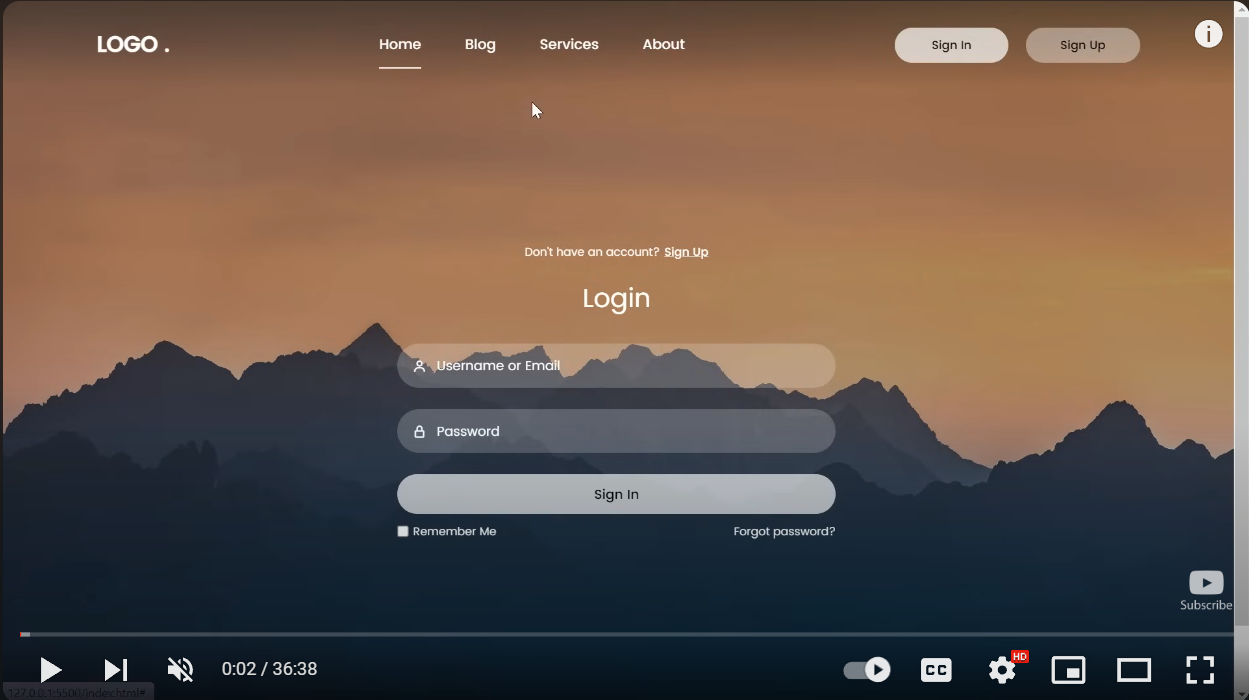 LOGO .
Home Blog Services About
Sign In Sign Up
i
Don't have an account? Sign Up
Login
Username or Email
Password
Sign In
Remember Me Forgot password?
Subscribe
HD
0:02 / 36:38
CC
127.0.0.1:5500/index.html#